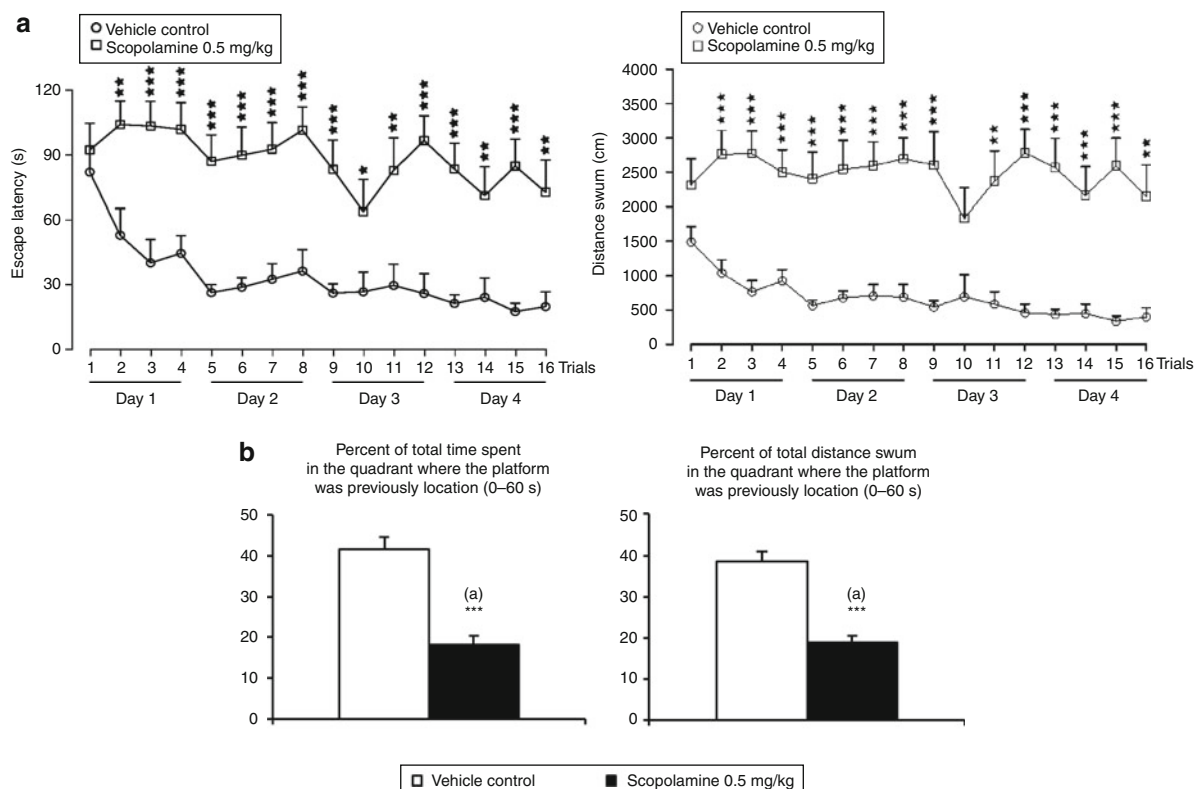 a
Vehicle control
Scopolamine 0.5 mg/kg
Escape latency (s)
120
90
60
30
0
** *** *** *** *** *** *** *** *** * ** *** *** ** *** **
1 2 3 4 5 6 7 8 9 10 11 12 13 14 15 16 Trials
Day 1 Day 2 Day 3 Day 4
Vehicle control
Scopolamine 0.5 mg/kg
Distance swum (cm)
4000
3500
3000
2500
2000
1500
1000
500
0
*** *** *** *** *** *** *** *** ** *** *** *** *** **
1 2 3 4 5 6 7 8 9 10 11 12 13 14 15 16 Trials
Day 1 Day 2 Day 3 Day 4
b
Percent of total time spent
in the quadrant where the platform
was previously location (0–60 s)
50
40
30
20
10
0
(a)
***
Percent of total distance swum
in the quadrant where the platform
was previously location (0–60 s)
50
40
30
20
10
0
(a)
***
Vehicle control Scopolamine 0.5 mg/kg